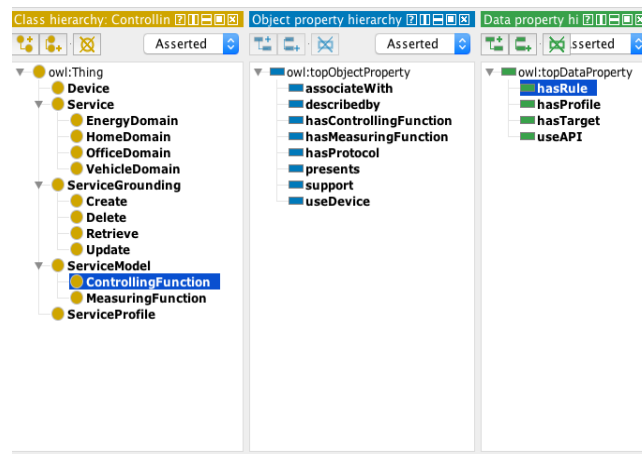 Class hierarchy: Controllin
Asserted
owl:Thing
Device
Service
EnergyDomain
HomeDomain
OfficeDomain
VehicleDomain
ServiceGrounding
Create
Delete
Retrieve
Update
ServiceModel
ControllingFunction
MeasuringFunction
ServiceProfile
Object property hierarchy
Asserted
owl:topObjectProperty
associateWith
describedby
hasControllingFunction
hasMeasuringFunction
hasProtocol
presents
support
useDevice
Data property hi
sserted
owl:topDataProperty
hasRule
hasProfile
hasTarget
useAPI